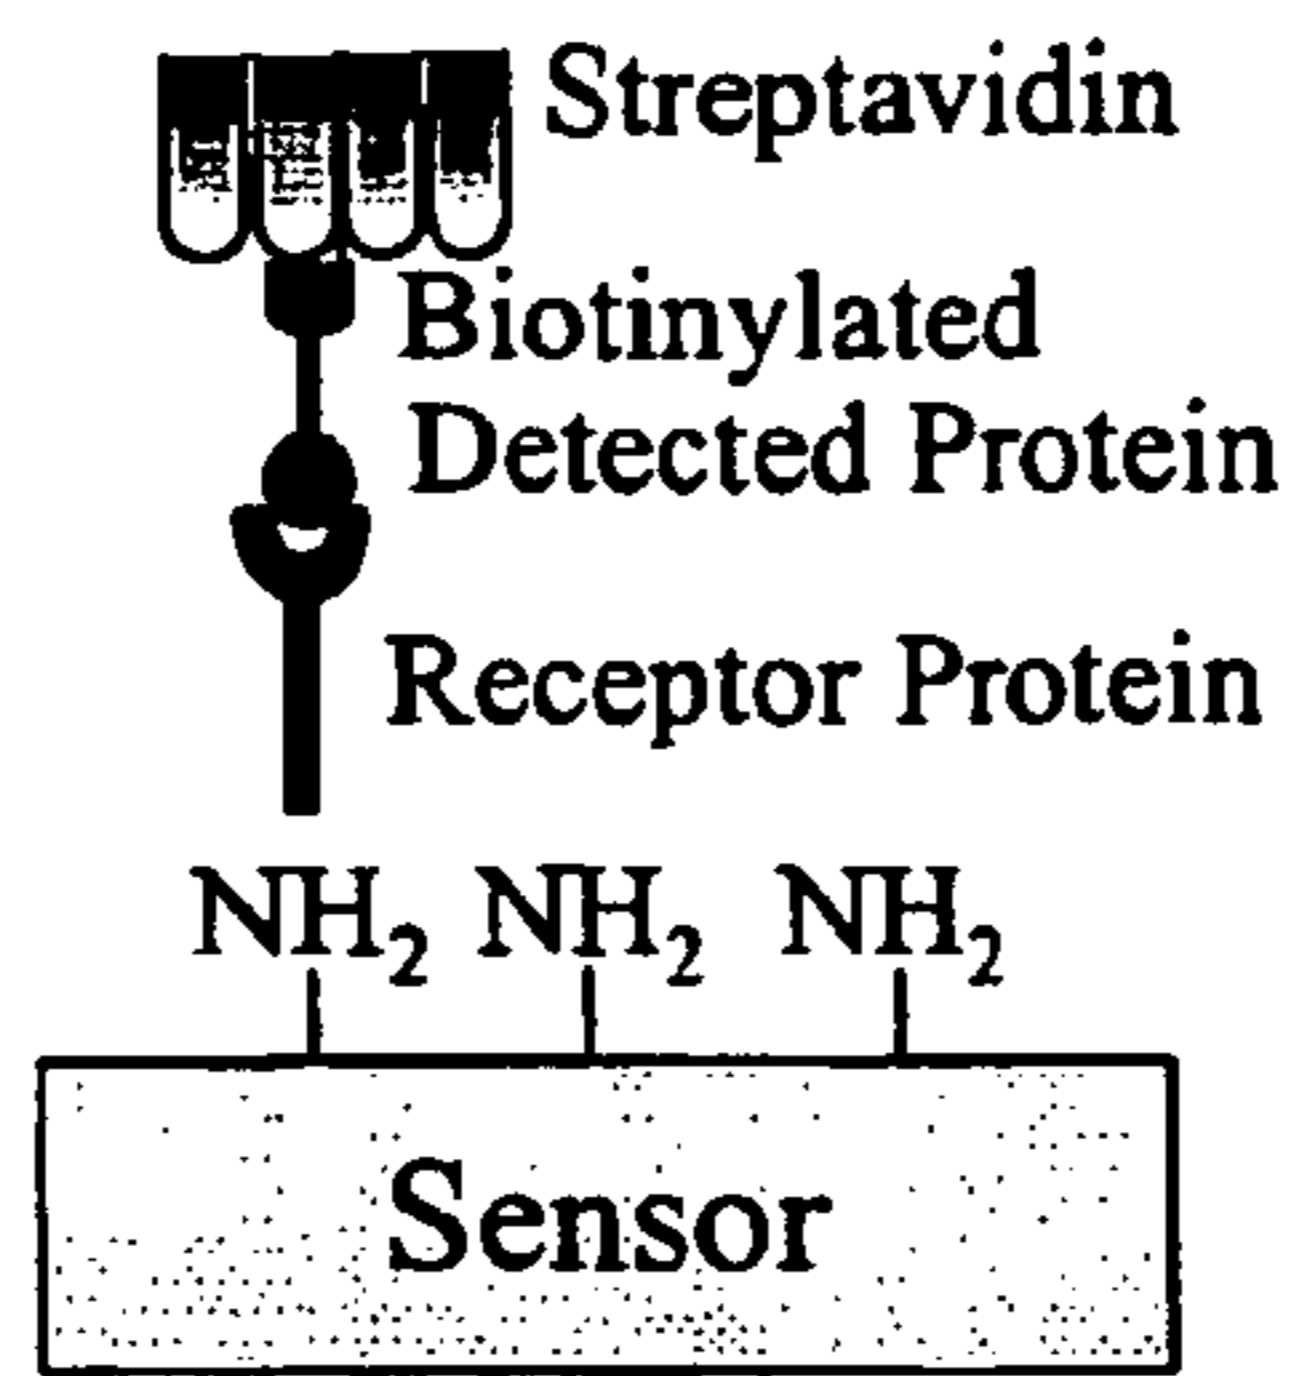 Streptavidin
Biotinylated
Detected Protein
Receptor Protein
NH₂ NH₂ NH₂
Sensor